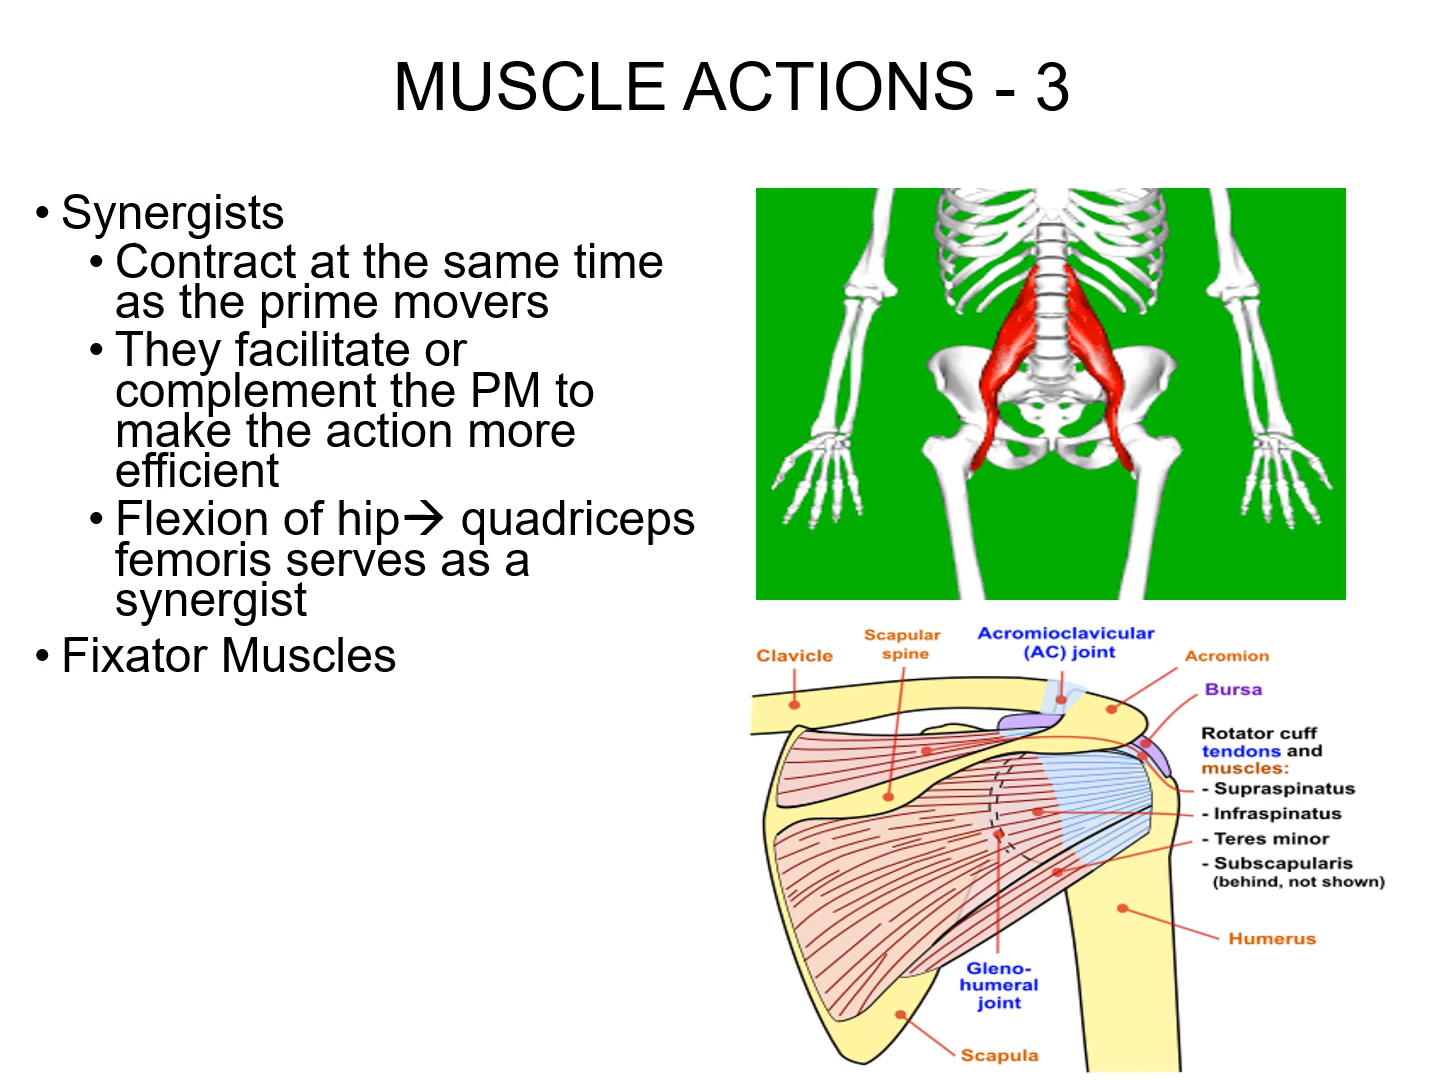 MUSCLE ACTIONS - 3
• Synergists
• Contract at the same time
as the prime movers
• They facilitate or
complement the PM to
make the action more
efficient
• Flexion of hip→ quadriceps
femoris serves as a
synergist
• Fixator Muscles
Clavicle
Scapular
spine
Acromioclavicular
(AC) joint
Acromion
Bursa
Rotator cuff
tendons and
muscles:
- Supraspinatus
- Infraspinatus
- Teres minor
- Subscapularis
(behind, not shown)
Humerus
Gleno-
humeral
joint
Scapula